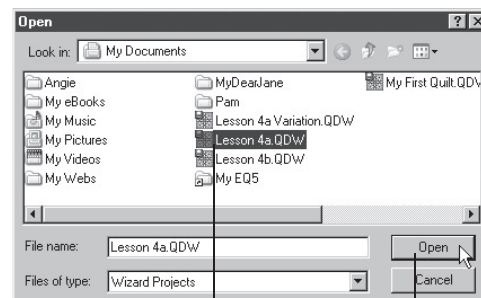 Open
Look in: My Documents
Angie
My eBooks
My Music
My Pictures
My Videos
My Webs
MyDearJane
Pam
Lesson 4a Variation.QDW
Lesson 4a.QDW
Lesson 4b.QDW
My EQ5
My First Quilt.QDW
File name: Lesson 4a.QDW Open
Files of type: Wizard Projects Cancel